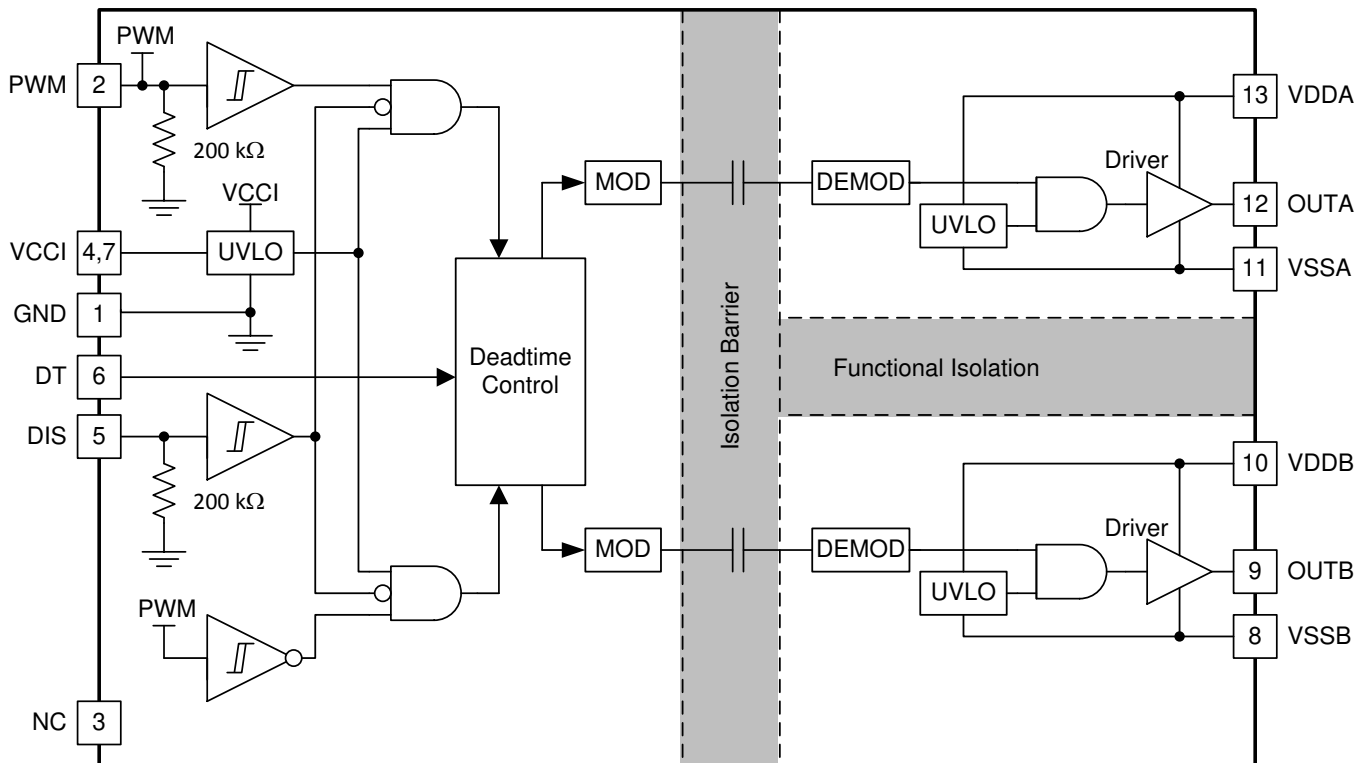 PWM
PWM 2
200 kΩ
VCCI
VCCI 4,7
UVLO
GND 1
DT 6
DIS 5
200 kΩ
PWM
NC 3
Deadtime
Control
MOD
MOD
Isolation Barrier
Functional Isolation
DEMOD
UVLO
Driver
13 VDDA
12 OUTA
11 VSSA
DEMOD
UVLO
Driver
10 VDDB
9 OUTB
8 VSSB